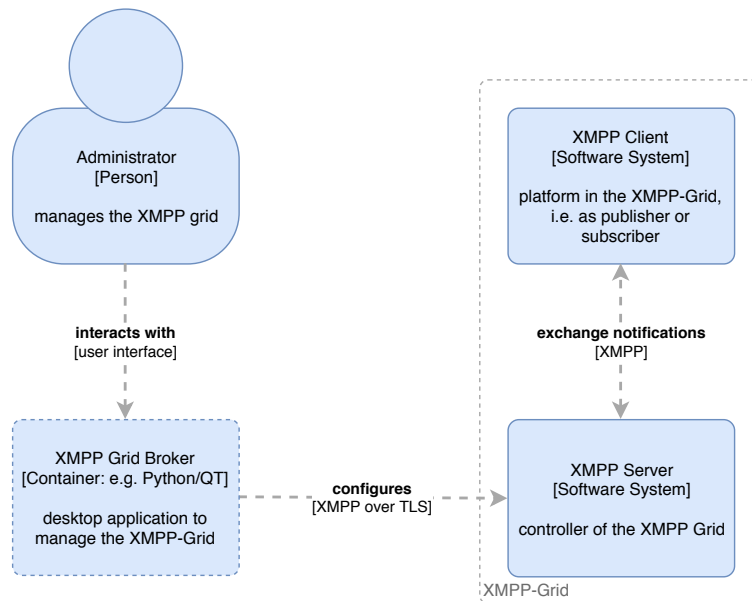 Administrator
[Person]
manages the XMPP grid
XMPP Client
[Software System]
platform in the XMPP-Grid,
i.e. as publisher or
subscriber
interacts with
[user interface]
exchange notifications
[XMPP]
XMPP Grid Broker
[Container: e.g. Python/QT]
desktop application to
manage the XMPP-Grid
configures
[XMPP over TLS]
XMPP Server
[Software System]
controller of the XMPP Grid
XMPP-Grid